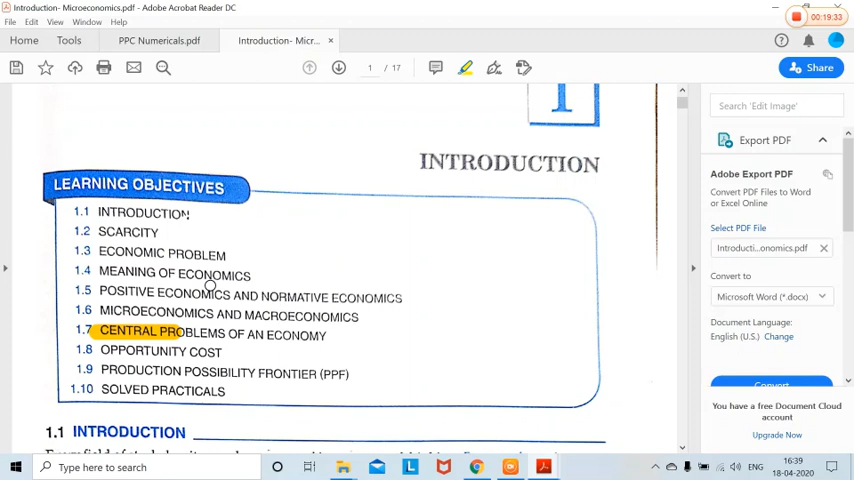 Introduction- Microeconomics.pdf - Adobe Acrobat Reader DC
00:19:33
File Edit View Window Help
Home Tools PPC Numericals.pdf Introduction- Micr... ×
1 / 17
Share
Search 'Edit Image'
Export PDF
Adobe Export PDF
Convert PDF Files to Word
or Excel Online
Select PDF File
Introducti...onomics.pdf
Convert to
Microsoft Word (*.docx)
Document Language:
English (U.S.) Change
Convert
You have a free Document Cloud
account
Upgrade Now
1
INTRODUCTION
LEARNING OBJECTIVES
1.1 INTRODUCTION
1.2 SCARCITY
1.3 ECONOMIC PROBLEM
1.4 MEANING OF ECONOMICS
1.5 POSITIVE ECONOMICS AND NORMATIVE ECONOMICS
1.6 MICROECONOMICS AND MACROECONOMICS
1.7 CENTRAL PROBLEMS OF AN ECONOMY
1.8 OPPORTUNITY COST
1.9 PRODUCTION POSSIBILITY FRONTIER (PPF)
1.10 SOLVED PRACTICALS
1.1 INTRODUCTION
Type here to search
ENG
16:39
18-04-2020